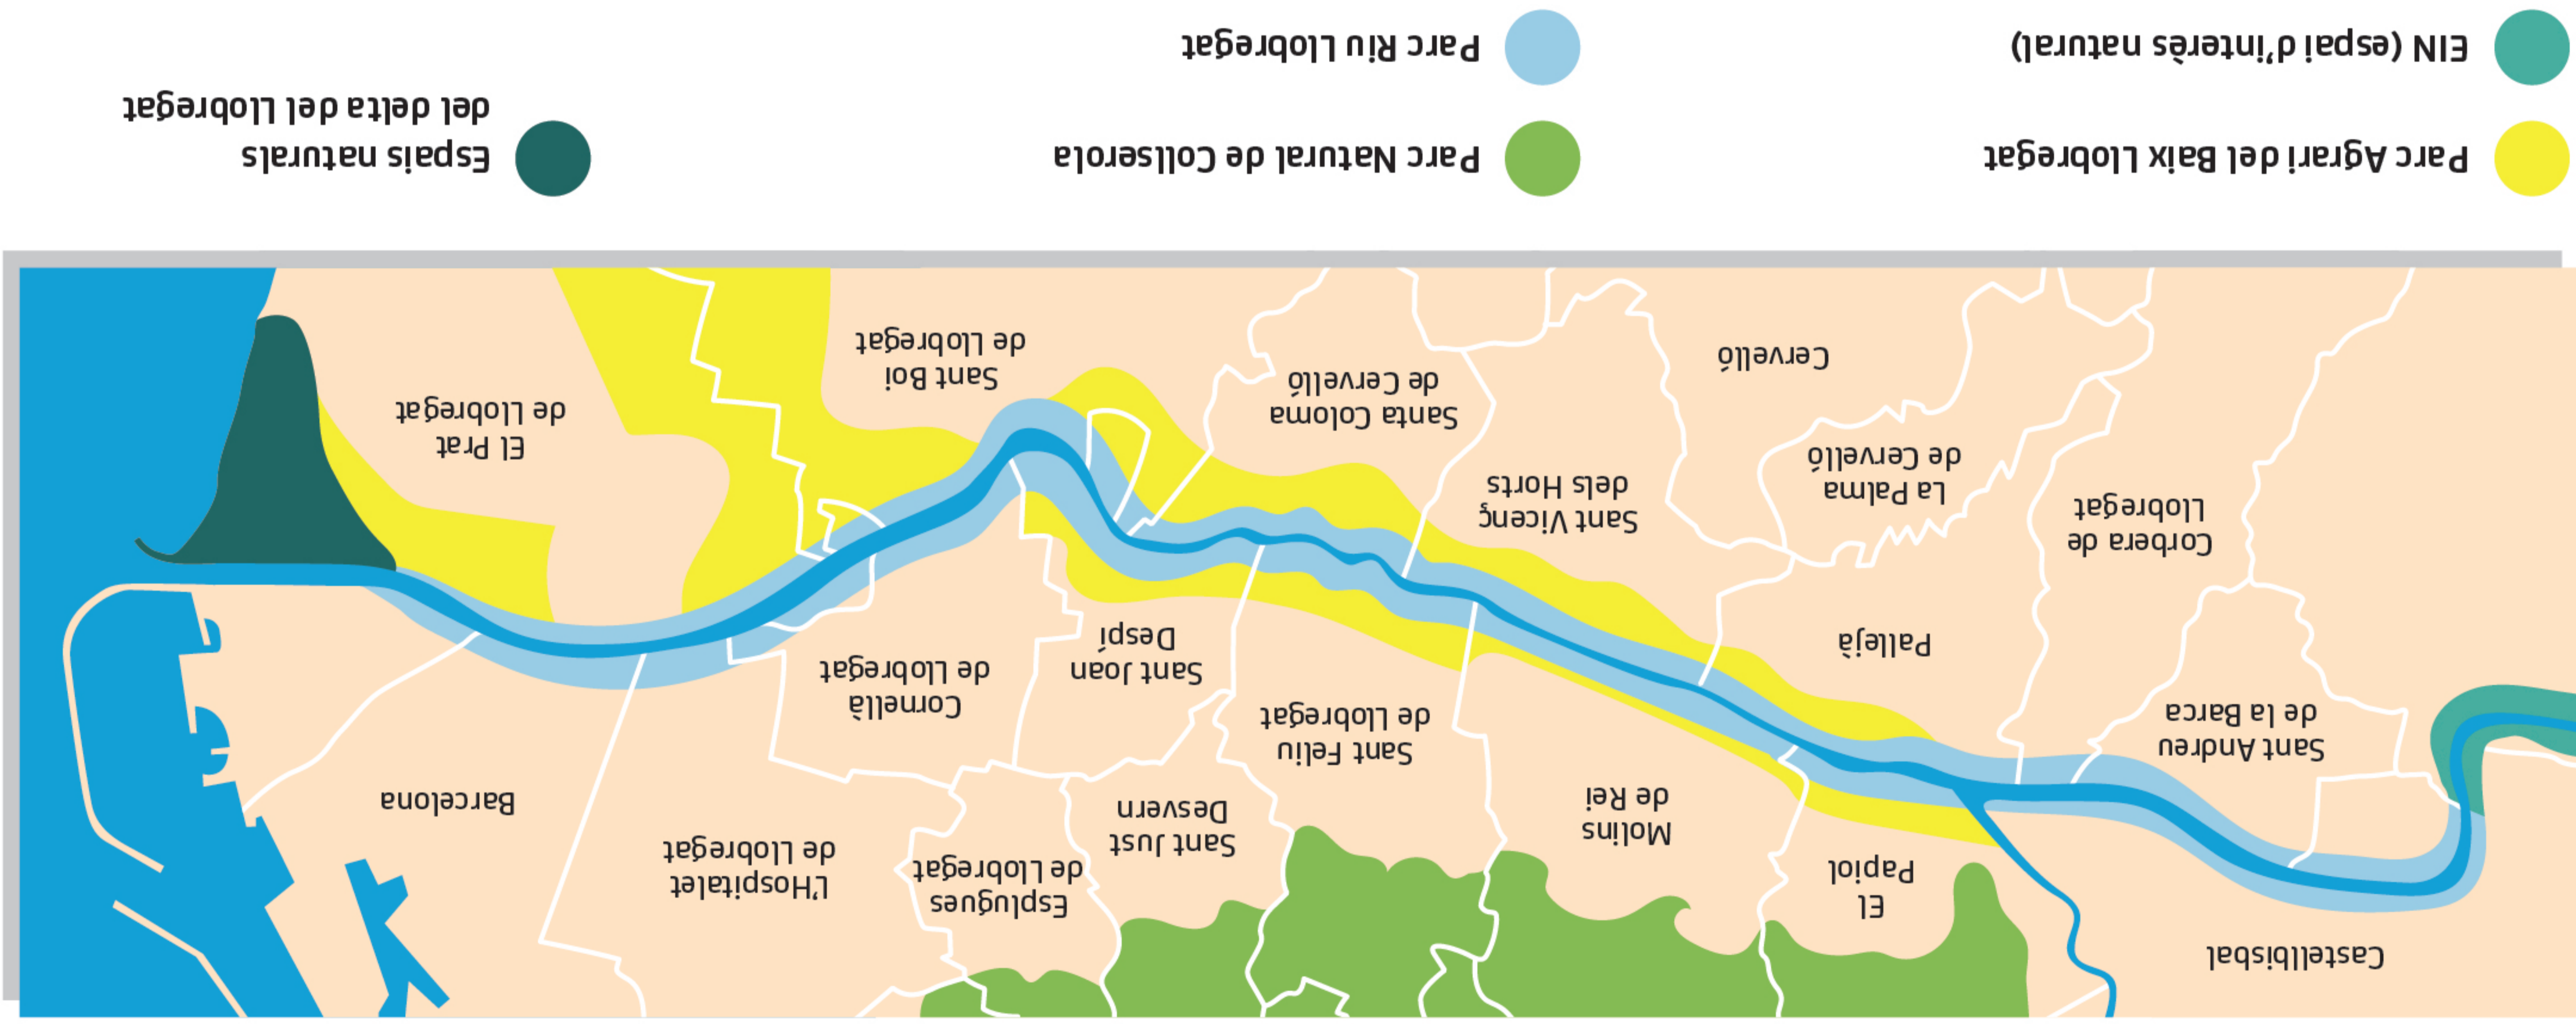 Castellbisbal
El
Papiol
Molins
de Rei
Esplugues
de Llobregat
L'Hospitalet
de Llobregat
Sant Just
Desvern
Barcelona
Sant Andreu
de la Barca
Sant Feliu
de Llobregat
Cornellà
de Llobregat
Sant Joan
Despí
Pallejà
Corbera de
Llobregat
Sant Vicenç
dels Horts
La Palma
de Cervelló
El Prat
de Llobregat
Santa Coloma
de Cervelló
Sant Boi
de Llobregat
Cervelló
Parc Agrari del Baix Llobregat
EIN (espai d'interès natural)
Parc Natural de Collserola
Parc Riu Llobregat
Espais naturals
del delta del Llobregat